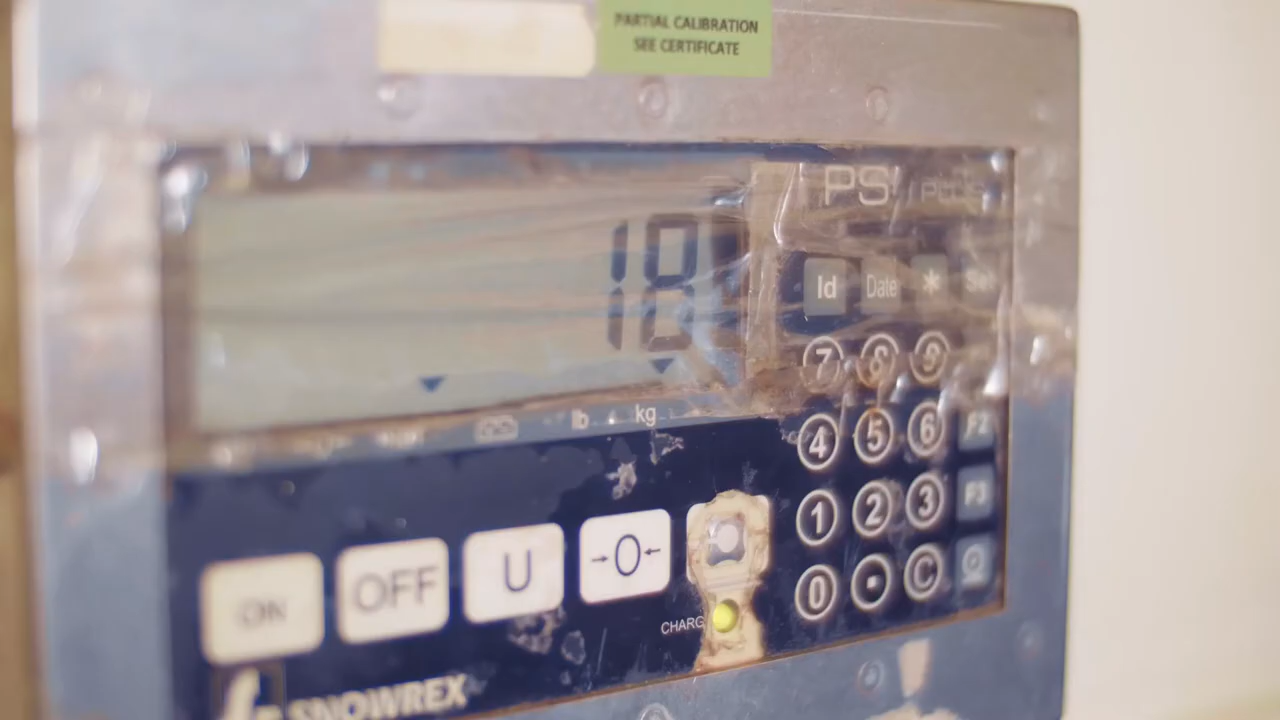 PARTIAL CALIBRATION
SEE CERTIFICATE
PS
18
Id Date * Set
7 8 9
lb kg
4 5 6 F2
1 2 3 F3
ON OFF U →0←
0 . C
CHARG
SNOWREX